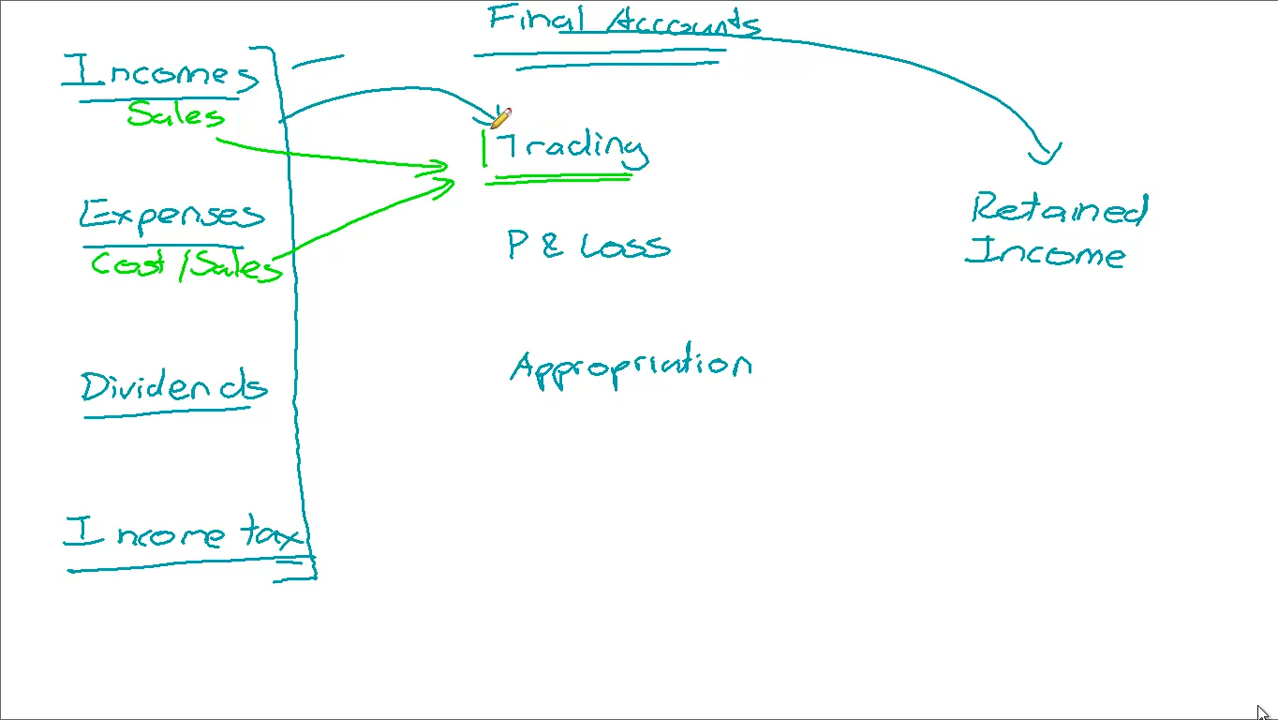 Final Accounts
Incomes
Sales
Trading
Expenses
Cost/Sales
P & Loss
Retained
Income
Dividends
Appropriation
Income tax